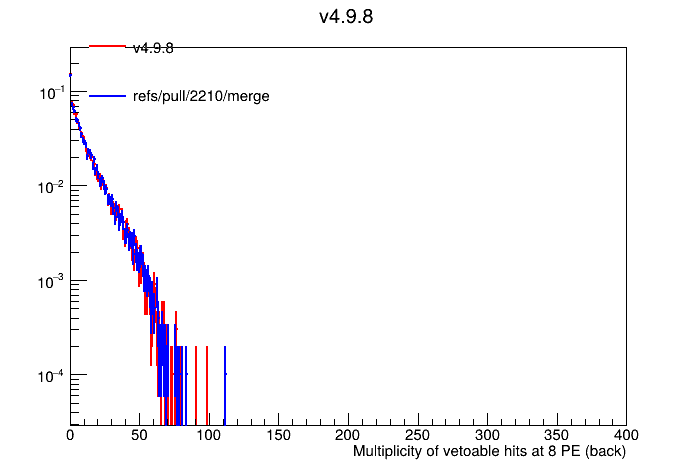 v4.9.8
v4.9.8
refs/pull/2210/merge
10⁻¹
10⁻²
10⁻³
10⁻⁴
0 50 100 150 200 250 300 350 400
Multiplicity of vetoable hits at 8 PE (back)